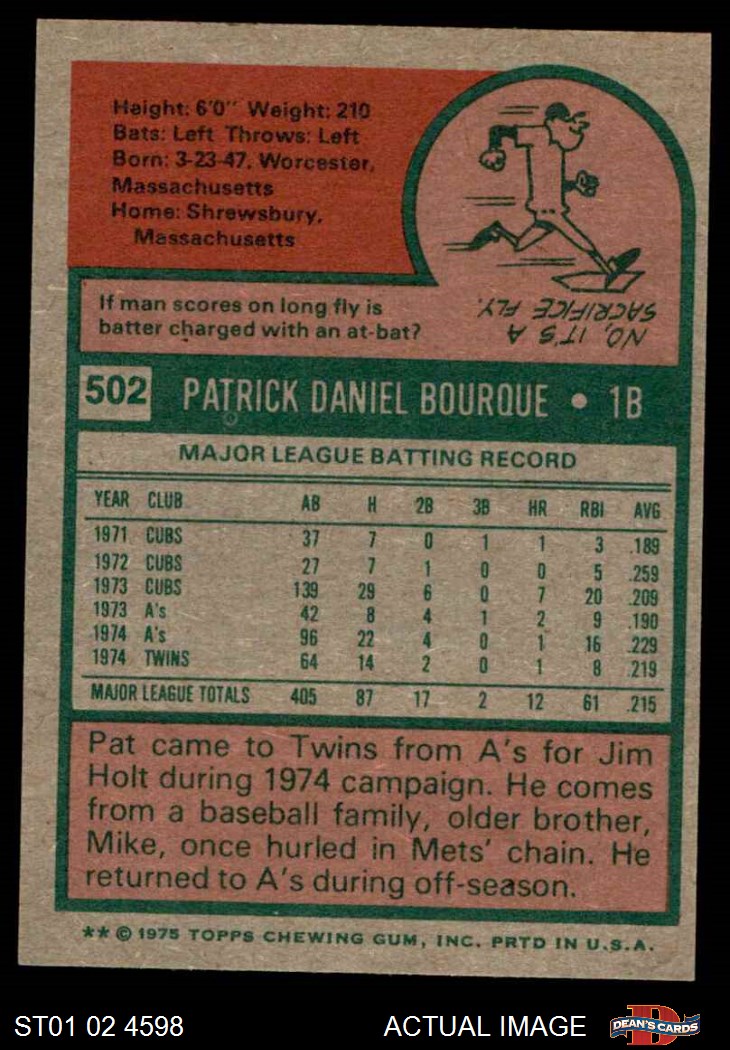 Height: 6'0" Weight: 210
Bats: Left Throws: Left
Born: 3-23-47, Worcester,
Massachusetts
Home: Shrewsbury,
Massachusetts
If man scores on long fly is
batter charged with an at-bat?
NO, IT'S A
SACRIFICE FLY.
502 PATRICK DANIEL BOURQUE • 1B
MAJOR LEAGUE BATTING RECORD
YEAR CLUB AB H 2B 3B HR RBI AVG
1971 CUBS 37 7 0 1 1 3 .189
1972 CUBS 27 7 1 0 0 5 .259
1973 CUBS 139 29 6 0 7 20 .209
1973 A's 42 8 4 1 2 9 .190
1974 A's 96 22 4 0 1 16 .229
1974 TWINS 64 14 2 0 1 8 .219
MAJOR LEAGUE TOTALS 405 87 17 2 12 61 .215
Pat came to Twins from A's for Jim
Holt during 1974 campaign. He comes
from a baseball family, older brother,
Mike, once hurled in Mets' chain. He
returned to A's during off-season.
** © 1975 TOPPS CHEWING GUM, INC. PRTD IN U.S.A.
ST01 02 4598 ACTUAL IMAGE DEAN'S CARDS